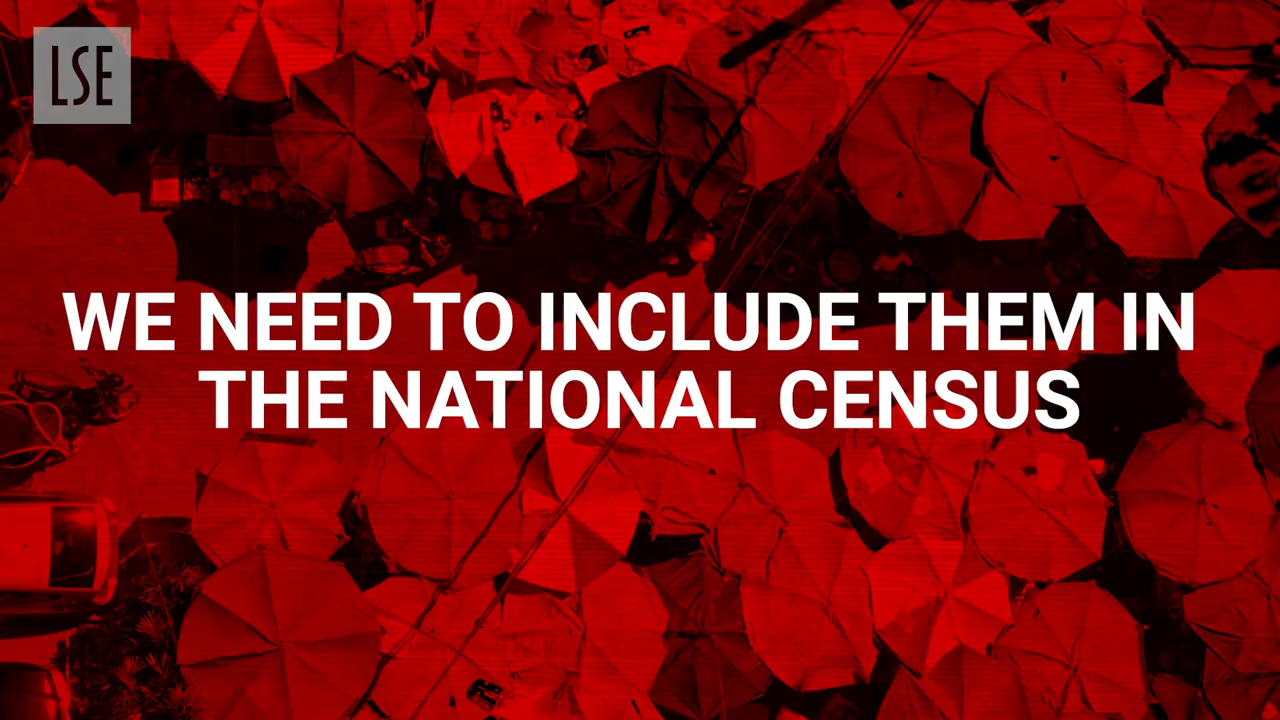 LSE
WE NEED TO INCLUDE THEM IN
THE NATIONAL CENSUS